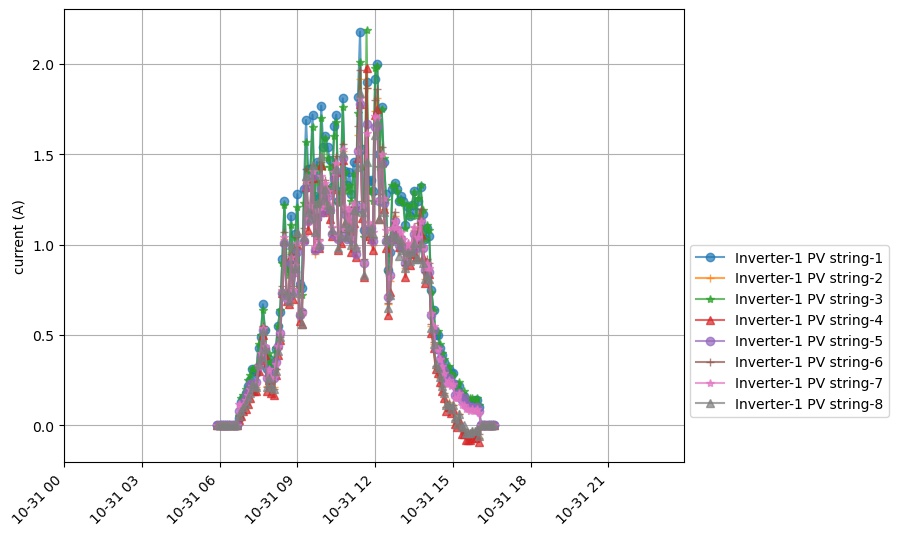 2.0
1.5
1.0
0.5
0.0
current (A)
10-31 00
10-31 03
10-31 06
10-31 09
10-31 12
10-31 15
10-31 18
10-31 21
Inverter-1 PV string-1
Inverter-1 PV string-2
Inverter-1 PV string-3
Inverter-1 PV string-4
Inverter-1 PV string-5
Inverter-1 PV string-6
Inverter-1 PV string-7
Inverter-1 PV string-8